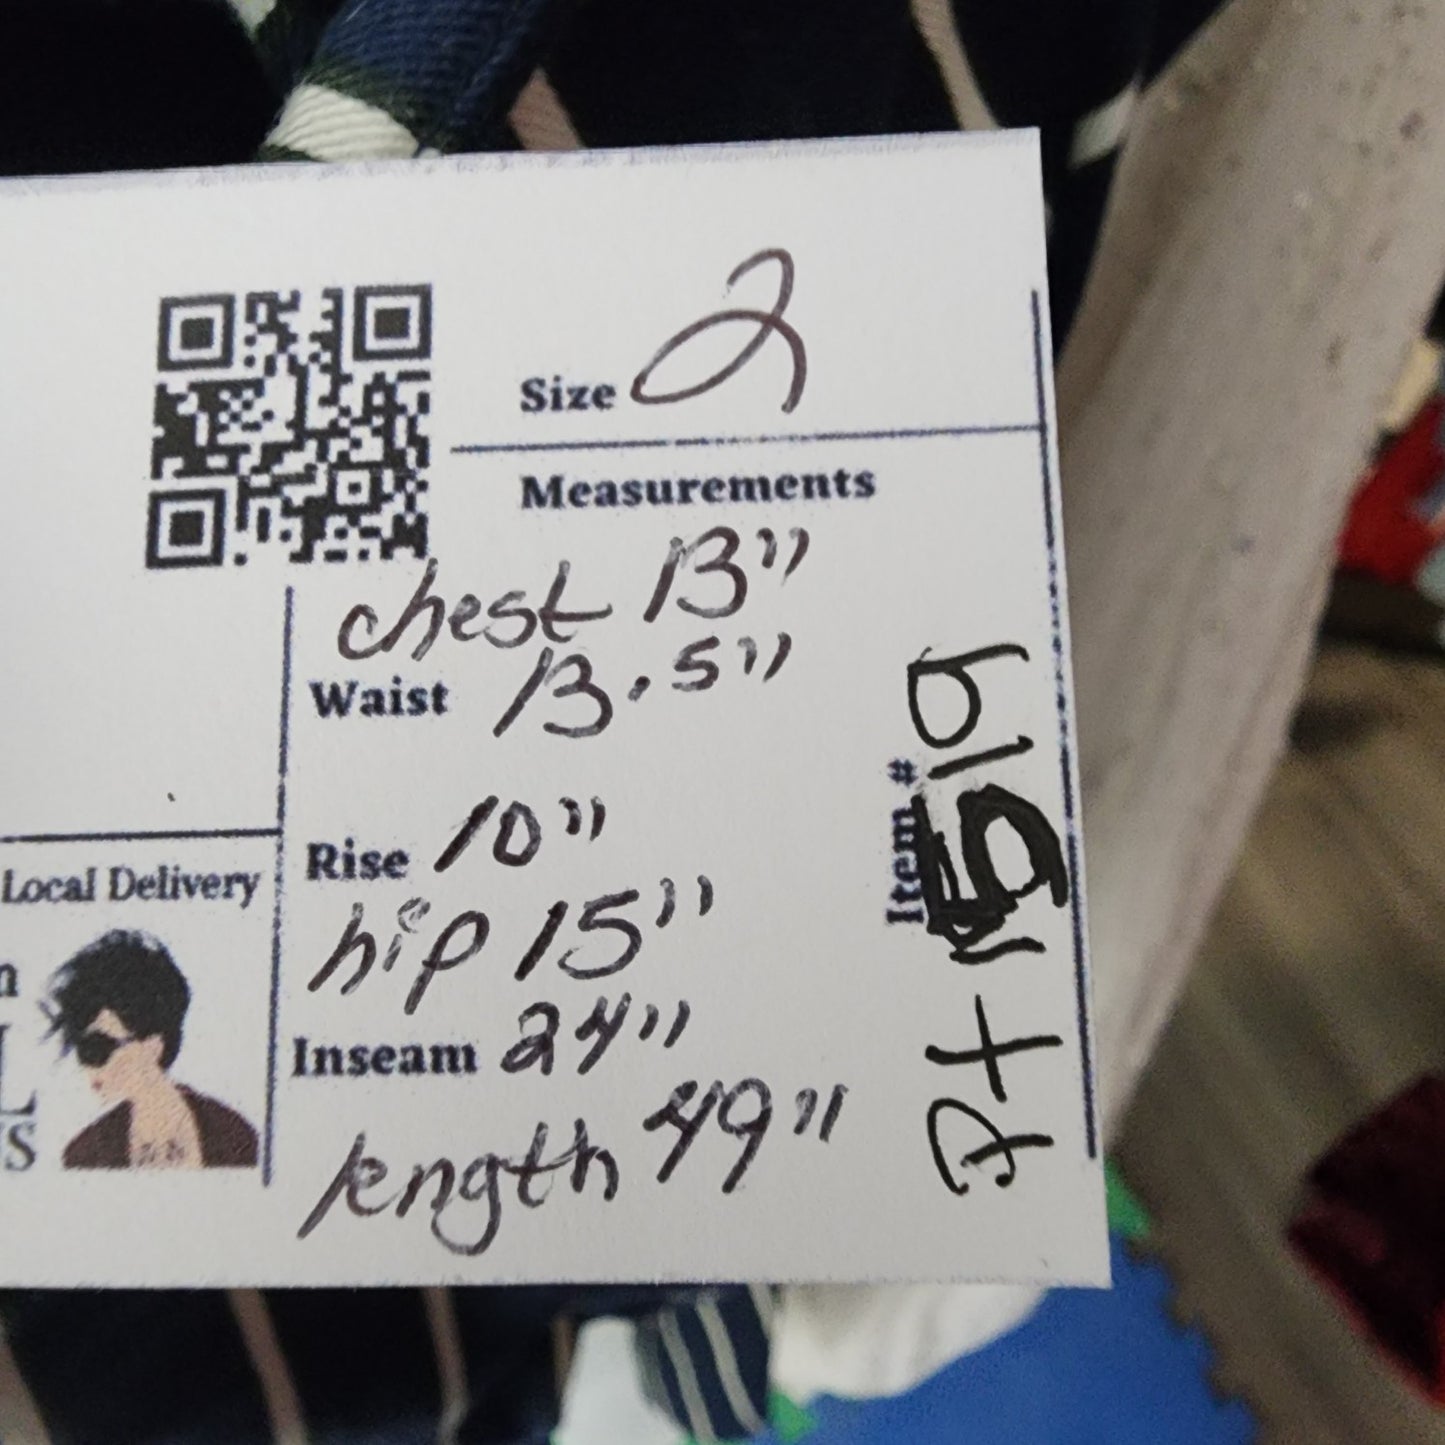 Size 2
Measurements
chest 13"
Waist 13.5"
Rise 10"
hip 15"
Inseam 24"
length 49"
Item #
Local Delivery